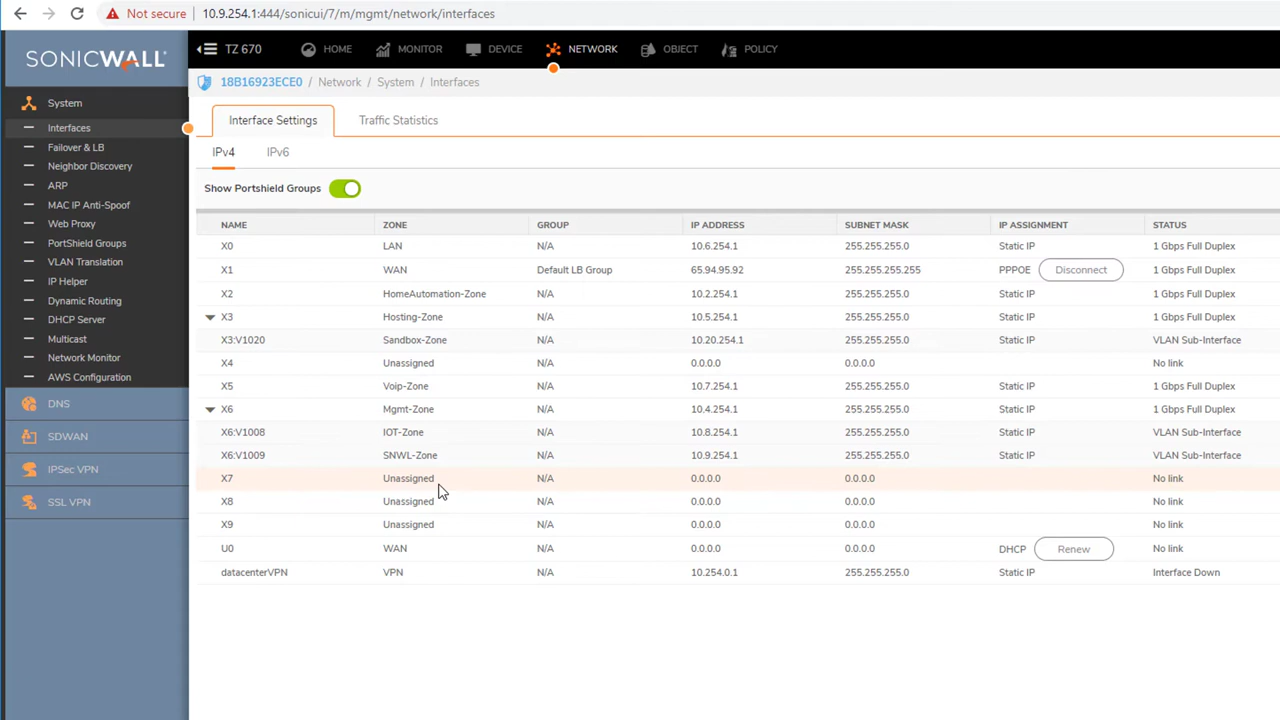 Not secure 10.9.254.1:444/sonicui/7/m/mgmt/network/interfaces
SONICWALL
TZ 670 HOME MONITOR DEVICE NETWORK OBJECT POLICY
18B16923ECE0 / Network / System / Interfaces
System
Interfaces
Failover & LB
Neighbor Discovery
ARP
MAC IP Anti-Spoof
Web Proxy
PortShield Groups
VLAN Translation
IP Helper
Dynamic Routing
DHCP Server
Multicast
Network Monitor
AWS Configuration
DNS
SDWAN
IPSec VPN
SSL VPN
Interface Settings Traffic Statistics
IPv4 IPv6
Show Portshield Groups
NAME ZONE GROUP IP ADDRESS SUBNET MASK IP ASSIGNMENT STATUS
X0 LAN N/A 10.6.254.1 255.255.255.0 Static IP 1 Gbps Full Duplex
X1 WAN Default LB Group 65.94.95.92 255.255.255.255 PPPOE Disconnect 1 Gbps Full Duplex
X2 HomeAutomation-Zone N/A 10.2.254.1 255.255.255.0 Static IP 1 Gbps Full Duplex
X3 Hosting-Zone N/A 10.5.254.1 255.255.255.0 Static IP 1 Gbps Full Duplex
X3:V1020 Sandbox-Zone N/A 10.20.254.1 255.255.255.0 Static IP VLAN Sub-Interface
X4 Unassigned N/A 0.0.0.0 0.0.0.0 No link
X5 Voip-Zone N/A 10.7.254.1 255.255.255.0 Static IP 1 Gbps Full Duplex
X6 Mgmt-Zone N/A 10.4.254.1 255.255.255.0 Static IP 1 Gbps Full Duplex
X6:V1008 IOT-Zone N/A 10.8.254.1 255.255.255.0 Static IP VLAN Sub-Interface
X6:V1009 SNWL-Zone N/A 10.9.254.1 255.255.255.0 Static IP VLAN Sub-Interface
X7 Unassigned N/A 0.0.0.0 0.0.0.0 No link
X8 Unassigned N/A 0.0.0.0 0.0.0.0 No link
X9 Unassigned N/A 0.0.0.0 0.0.0.0 No link
U0 WAN N/A 0.0.0.0 0.0.0.0 DHCP Renew No link
datacenterVPN VPN N/A 10.254.0.1 255.255.255.0 Static IP Interface Down